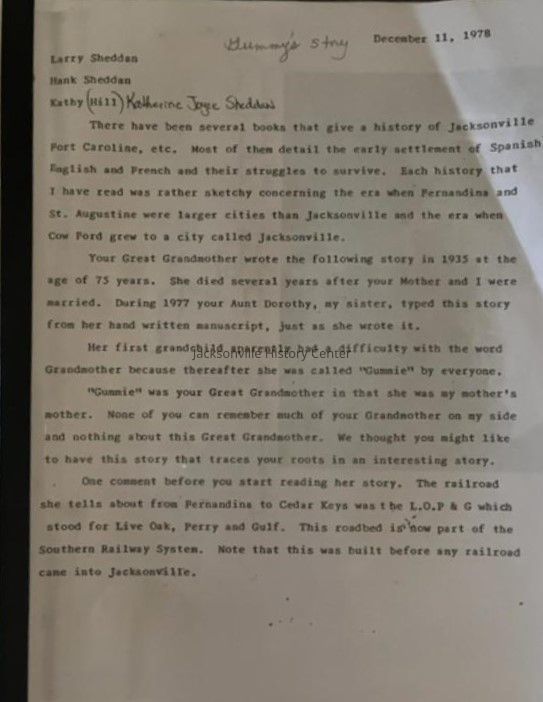 Gummy's story
December 11, 1978
Larry Sheddan
Hank Sheddan
Kathy (Hill) Katherine Joyce Sheddan
There have been several books that give a history of Jacksonville
Fort Caroline, etc. Most of them detail the early settlement of Spanish
English and French and their struggles to survive. Each history that
I have read was rather sketchy concerning the era when Fernandina and
St. Augustine were larger cities than Jacksonville and the era when
Cow Ford grew to a city called Jacksonville.
Your Great Grandmother wrote the following story in 1935 at the
age of 75 years. She died several years after your Mother and I were
married. During 1977 your Aunt Dorothy, my sister, typed this story
from her hand written manuscript, just as she wrote it.
Her first grandchild apparently had a difficulty with the word
Jacksonville History Center
Grandmother because thereafter she was called "Gummie" by everyone.
"Gummie" was your Great Grandmother in that she was my mother's
mother. None of you can remember much of your Grandmother on my side
and nothing about this Great Grandmother. We thought you might like
to have this story that traces your roots in an interesting story.
One comment before you start reading her story. The railroad
she tells about from Fernandina to Cedar Keys was the L.O.P & G which
stood for Live Oak, Perry and Gulf. This roadbed is now part of the
Southern Railway System. Note that this was built before any railroad
came into Jacksonville.